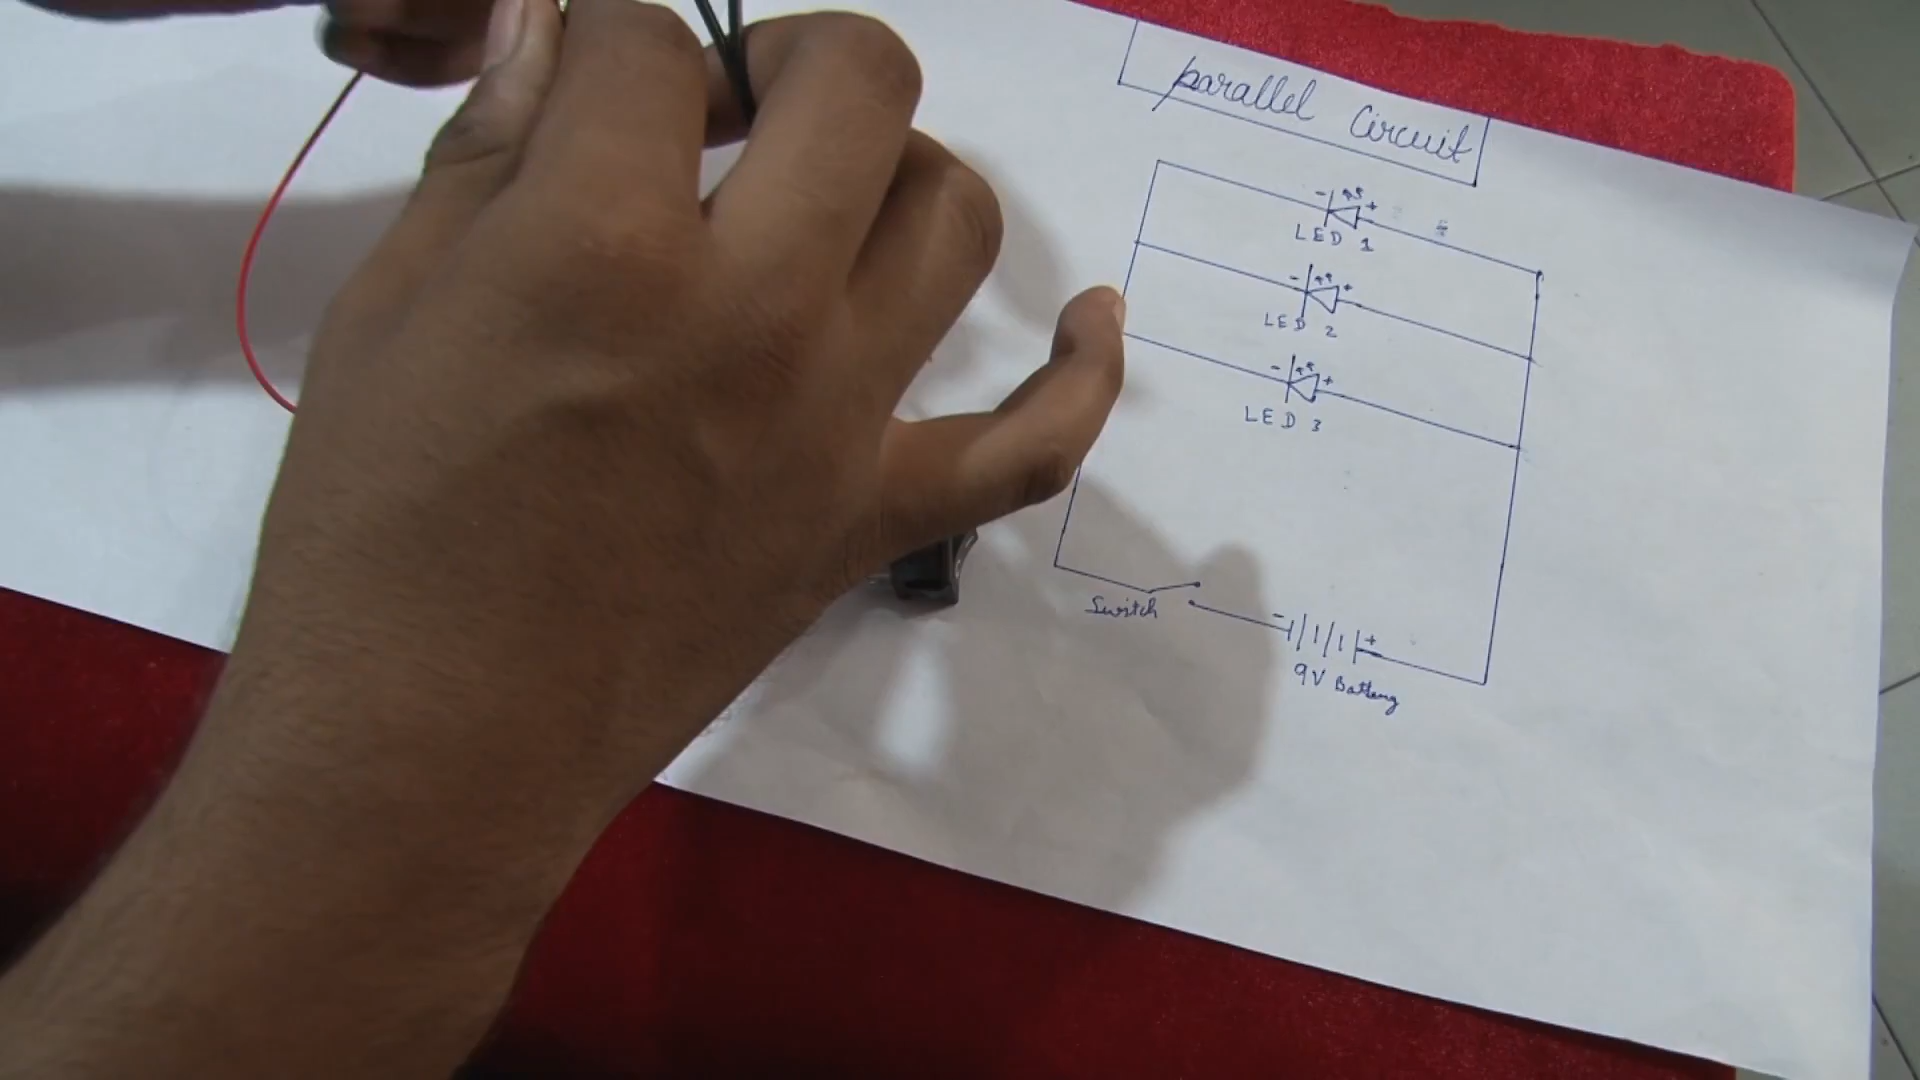 parallel Circuit
- +
LED 1
- +
LED 2
- +
LED 3
Switch
- +
9V Battery